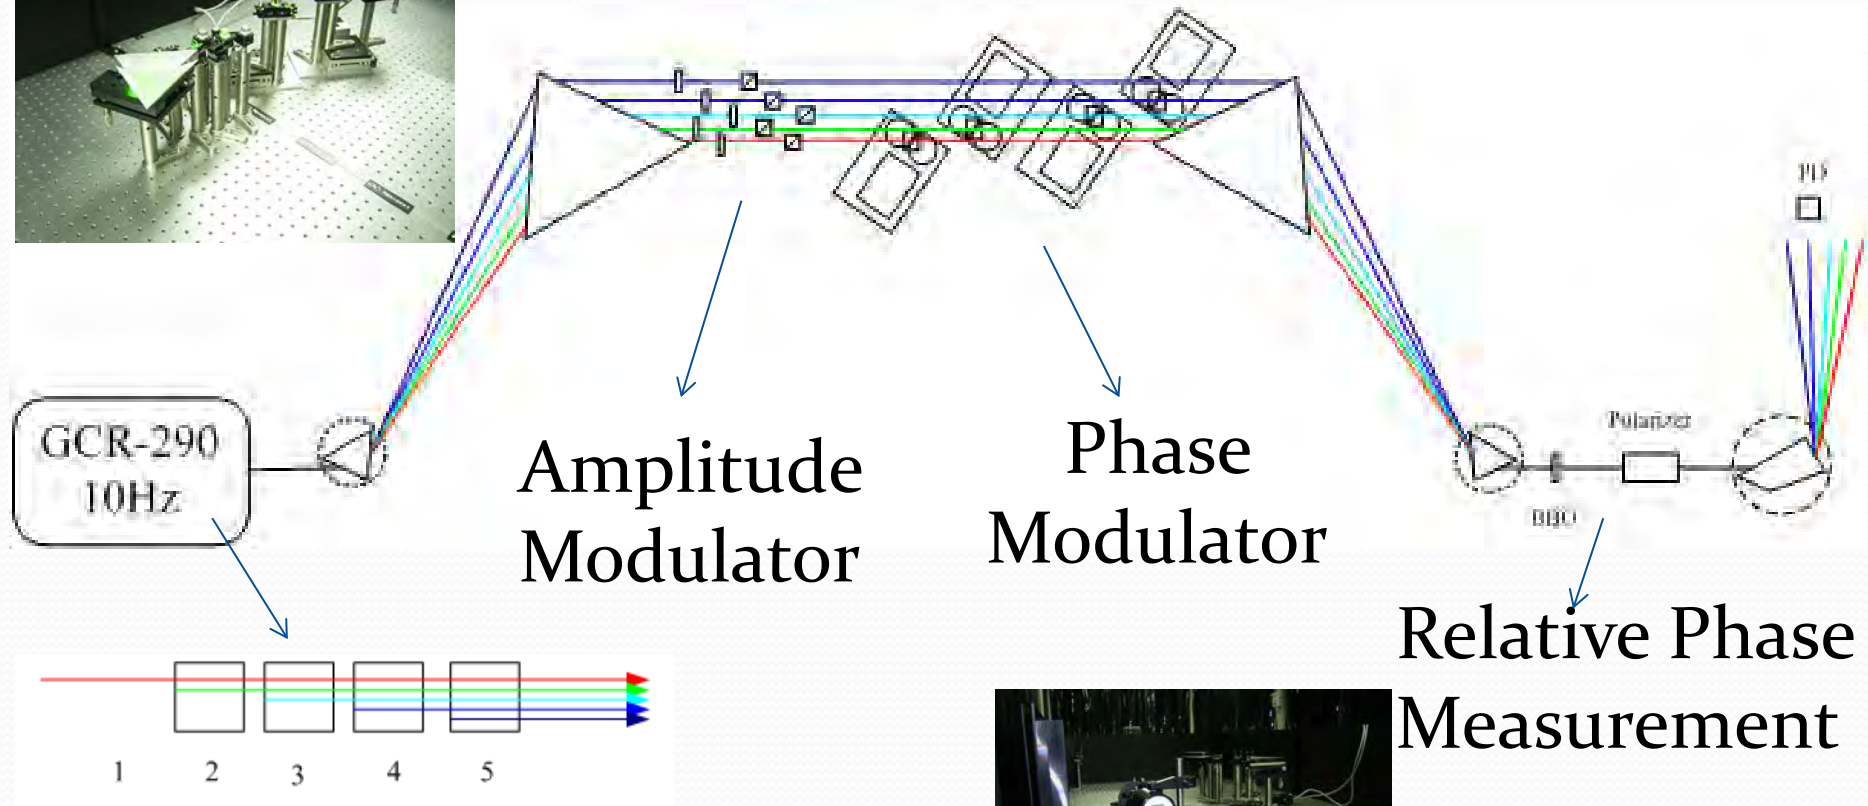 PD
GCR-290
10Hz
Polarizer
BBO
Amplitude
Modulator
Phase
Modulator
Relative Phase
Measurement
1 2 3 4 5